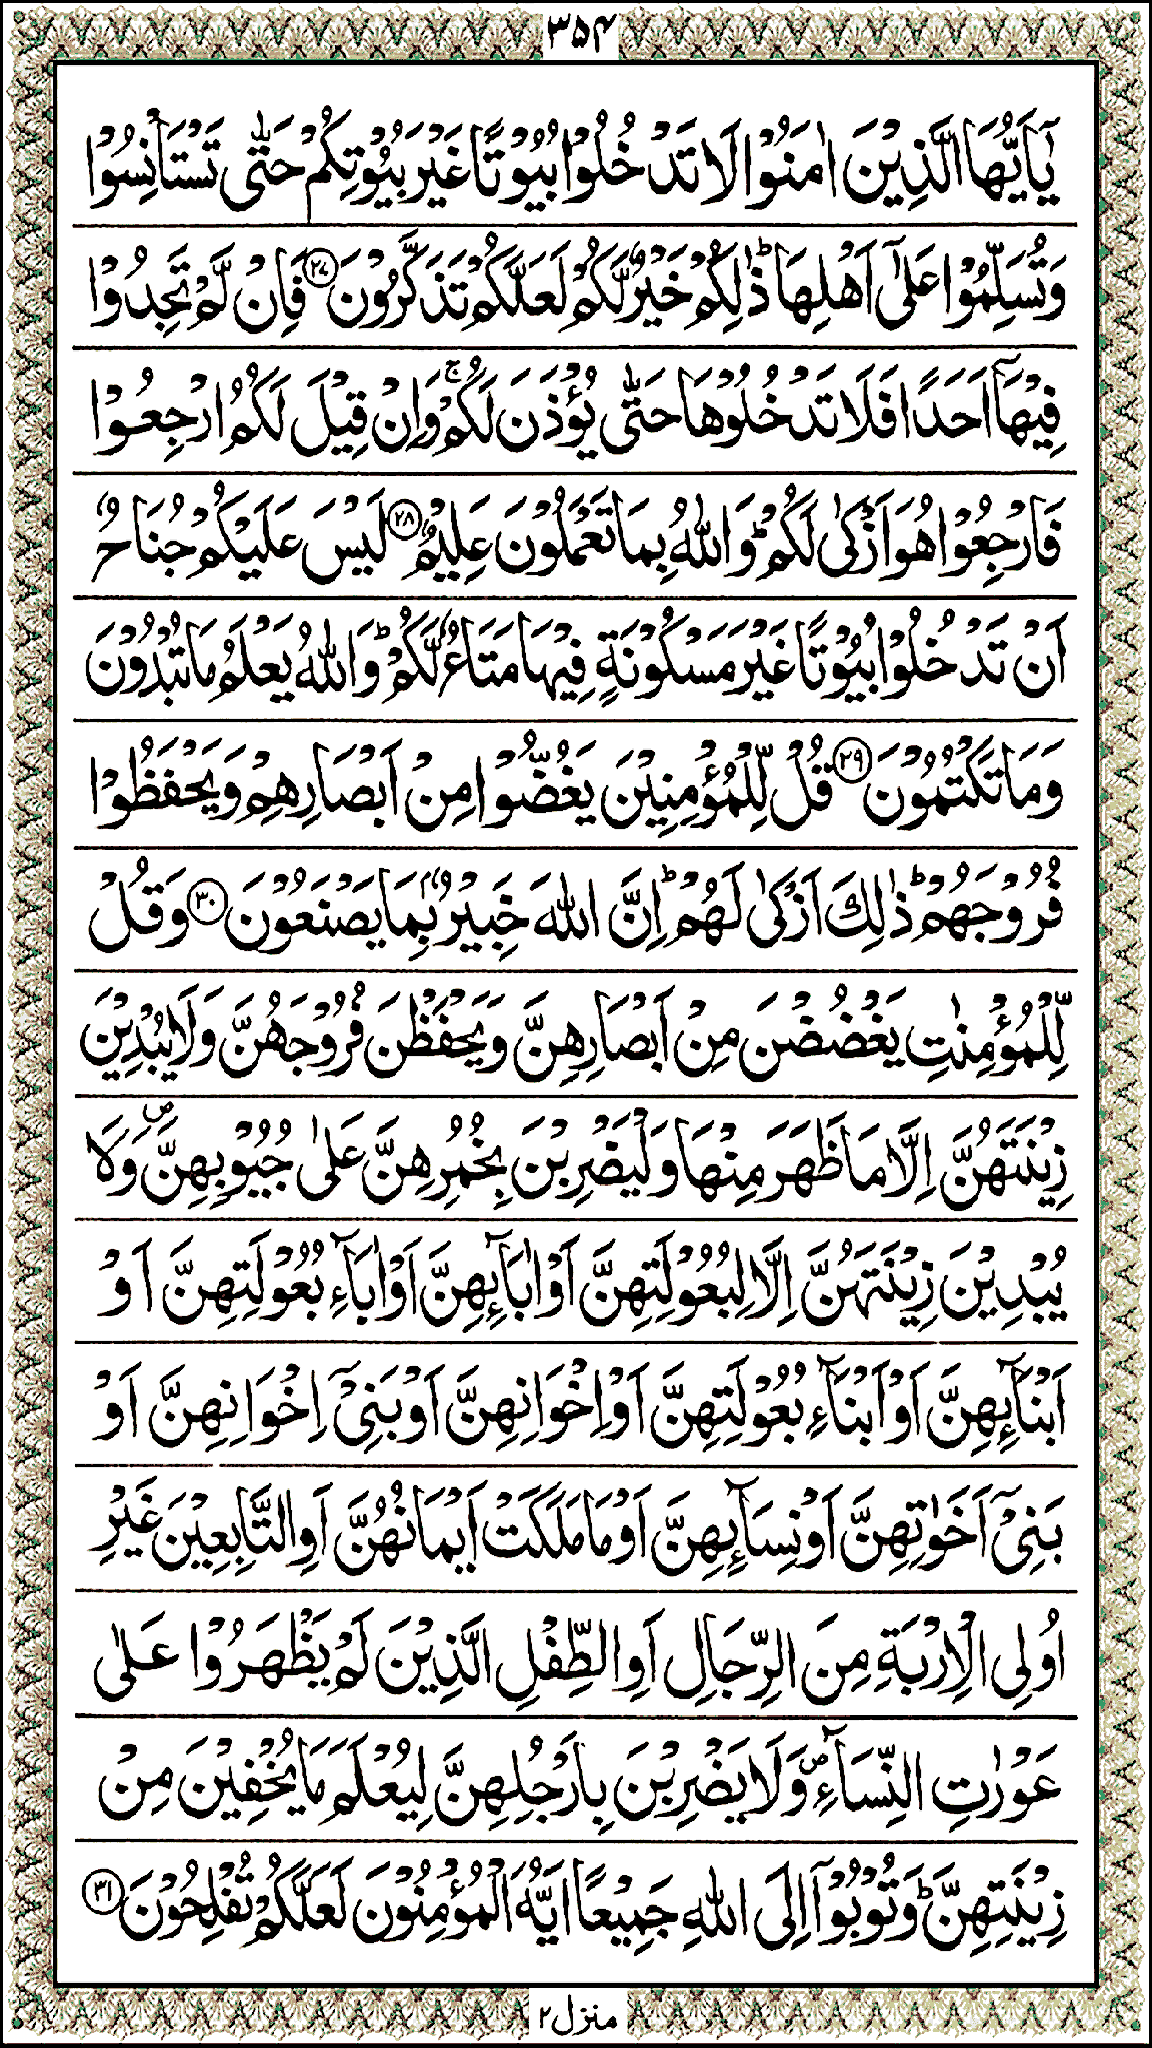 ۳۵۴
يٰۤاَيُّهَا الَّذِيْنَ اٰمَنُوْا لَا تَدْخُلُوْا بُيُوْتًا غَيْرَ بُيُوْتِكُمْ حَتّٰى تَسْتَاْنِسُوْا
وَتُسَلِّمُوْا عَلٰٓى اَهْلِهَا ؕ ذٰلِكُمْ خَيْرٌ لَّكُمْ لَعَلَّكُمْ تَذَكَّرُوْنَ ۲۷ فَاِنْ لَّمْ تَجِدُوْا
فِيْهَاۤ اَحَدًا فَلَا تَدْخُلُوْهَا حَتّٰى يُؤْذَنَ لَكُمْ ۚ وَاِنْ قِيْلَ لَكُمُ ارْجِعُوْا
فَارْجِعُوْا هُوَ اَزْكٰى لَكُمْ ؕ وَاللّٰهُ بِمَا تَعْمَلُوْنَ عَلِيْمٌ ۲۸ لَيْسَ عَلَيْكُمْ جُنَاحٌ
اَنْ تَدْخُلُوْا بُيُوْتًا غَيْرَ مَسْكُوْنَةٍ فِيْهَا مَتَاعٌ لَّكُمْ ؕ وَاللّٰهُ يَعْلَمُ مَا تُبْدُوْنَ
وَمَا تَكْتُمُوْنَ ۲۹ قُلْ لِّلْمُؤْمِنِيْنَ يَغُضُّوْا مِنْ اَبْصَارِهِمْ وَيَحْفَظُوْا
فُرُوْجَهُمْ ؕ ذٰلِكَ اَزْكٰى لَهُمْ ؕ اِنَّ اللّٰهَ خَبِيْرٌۢ بِمَا يَصْنَعُوْنَ ۳۰ وَقُلْ
لِّلْمُؤْمِنٰتِ يَغْضُضْنَ مِنْ اَبْصَارِهِنَّ وَيَحْفَظْنَ فُرُوْجَهُنَّ وَلَا يُبْدِيْنَ
زِيْنَتَهُنَّ اِلَّا مَا ظَهَرَ مِنْهَا وَلْيَضْرِبْنَ بِخُمُرِهِنَّ عَلٰى جُيُوْبِهِنَّ ۪ وَلَا
يُبْدِيْنَ زِيْنَتَهُنَّ اِلَّا لِبُعُوْلَتِهِنَّ اَوْ اٰبَآئِهِنَّ اَوْ اٰبَآءِ بُعُوْلَتِهِنَّ اَوْ
اَبْنَآئِهِنَّ اَوْ اَبْنَآءِ بُعُوْلَتِهِنَّ اَوْ اِخْوَانِهِنَّ اَوْ بَنِىْۤ اِخْوَانِهِنَّ اَوْ
بَنِىْۤ اَخَوٰتِهِنَّ اَوْ نِسَآئِهِنَّ اَوْ مَا مَلَكَتْ اَيْمَانُهُنَّ اَوِ التّٰبِعِيْنَ غَيْرِ
اُولِى الْاِرْبَةِ مِنَ الرِّجَالِ اَوِ الطِّفْلِ الَّذِيْنَ لَمْ يَظْهَرُوْا عَلٰى
عَوْرٰتِ النِّسَآءِ ۪ وَلَا يَضْرِبْنَ بِاَرْجُلِهِنَّ لِيُعْلَمَ مَا يُخْفِيْنَ مِنْ
زِيْنَتِهِنَّ ؕ وَتُوْبُوْۤا اِلَى اللّٰهِ جَمِيْعًا اَيُّهَ الْمُؤْمِنُوْنَ لَعَلَّكُمْ تُفْلِحُوْنَ ۳۱
منزل ۲